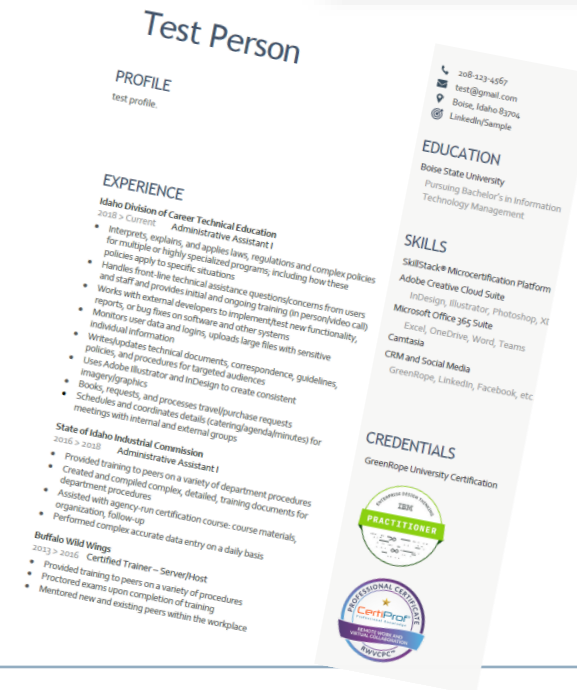 Test Person
PROFILE
test profile.
EXPERIENCE
Idaho Division of Career Technical Education
2018 > Current Administrative Assistant I
• Interprets, explains, and applies laws, regulations and complex policies
for multiple or highly specialized programs; including how these
policies apply to specific situations
• Handles front-line technical assistance questions/concerns from users
and staff and provides initial and ongoing training (in person/video call)
• Works with external developers to implement/test new functionality,
reports, or bug fixes on software and other systems
• Monitors user data and logins, uploads large files with sensitive
individual information
• Writes/updates technical documents, correspondence, guidelines,
policies, and procedures for targeted audiences
• Uses Adobe Illustrator and InDesign to create consistent
imagery/graphics
• Books, requests, and processes travel/purchase requests
• Schedules and coordinates details (catering/agenda/minutes) for
meetings with internal and external groups
State of Idaho Industrial Commission
2016 > 2018 Administrative Assistant I
• Provided training to peers on a variety of department procedures
• Created and compiled complex, detailed, training documents for
department procedures
• Assisted with agency-run certification course: course materials,
organization, follow-up
• Performed complex accurate data entry on a daily basis
Buffalo Wild Wings
2013 > 2016 Certified Trainer – Server/Host
• Provided training to peers on a variety of procedures
• Proctored exams upon completion of training
• Mentored new and existing peers within the workplace
208-123-4567
test@gmail.com
Boise, Idaho 83704
LinkedIn/Sample
EDUCATION
Boise State University
Pursuing Bachelor's in Information
Technology Management
SKILLS
SkillStack® Microcertification Platform
Adobe Creative Cloud Suite
InDesign, Illustrator, Photoshop, XD
Microsoft Office 365 Suite
Excel, OneDrive, Word, Teams
Camtasia
CRM and Social Media
GreenRope, LinkedIn, Facebook, etc
CREDENTIALS
GreenRope University Certification
ENTERPRISE DESIGN THINKING
IBM
PRACTITIONER
PROFESSIONAL CERTIFICATE
CertiProf
REMOTE WORK AND
VIRTUAL COLLABORATION
RWVCPC